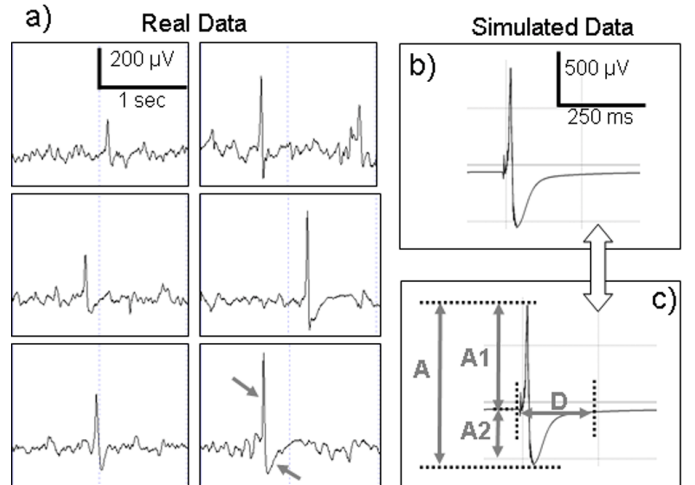 a)
Real Data
200 µV
1 sec
Simulated Data
b)
500 µV
250 ms
c)
A
A1
A2
D